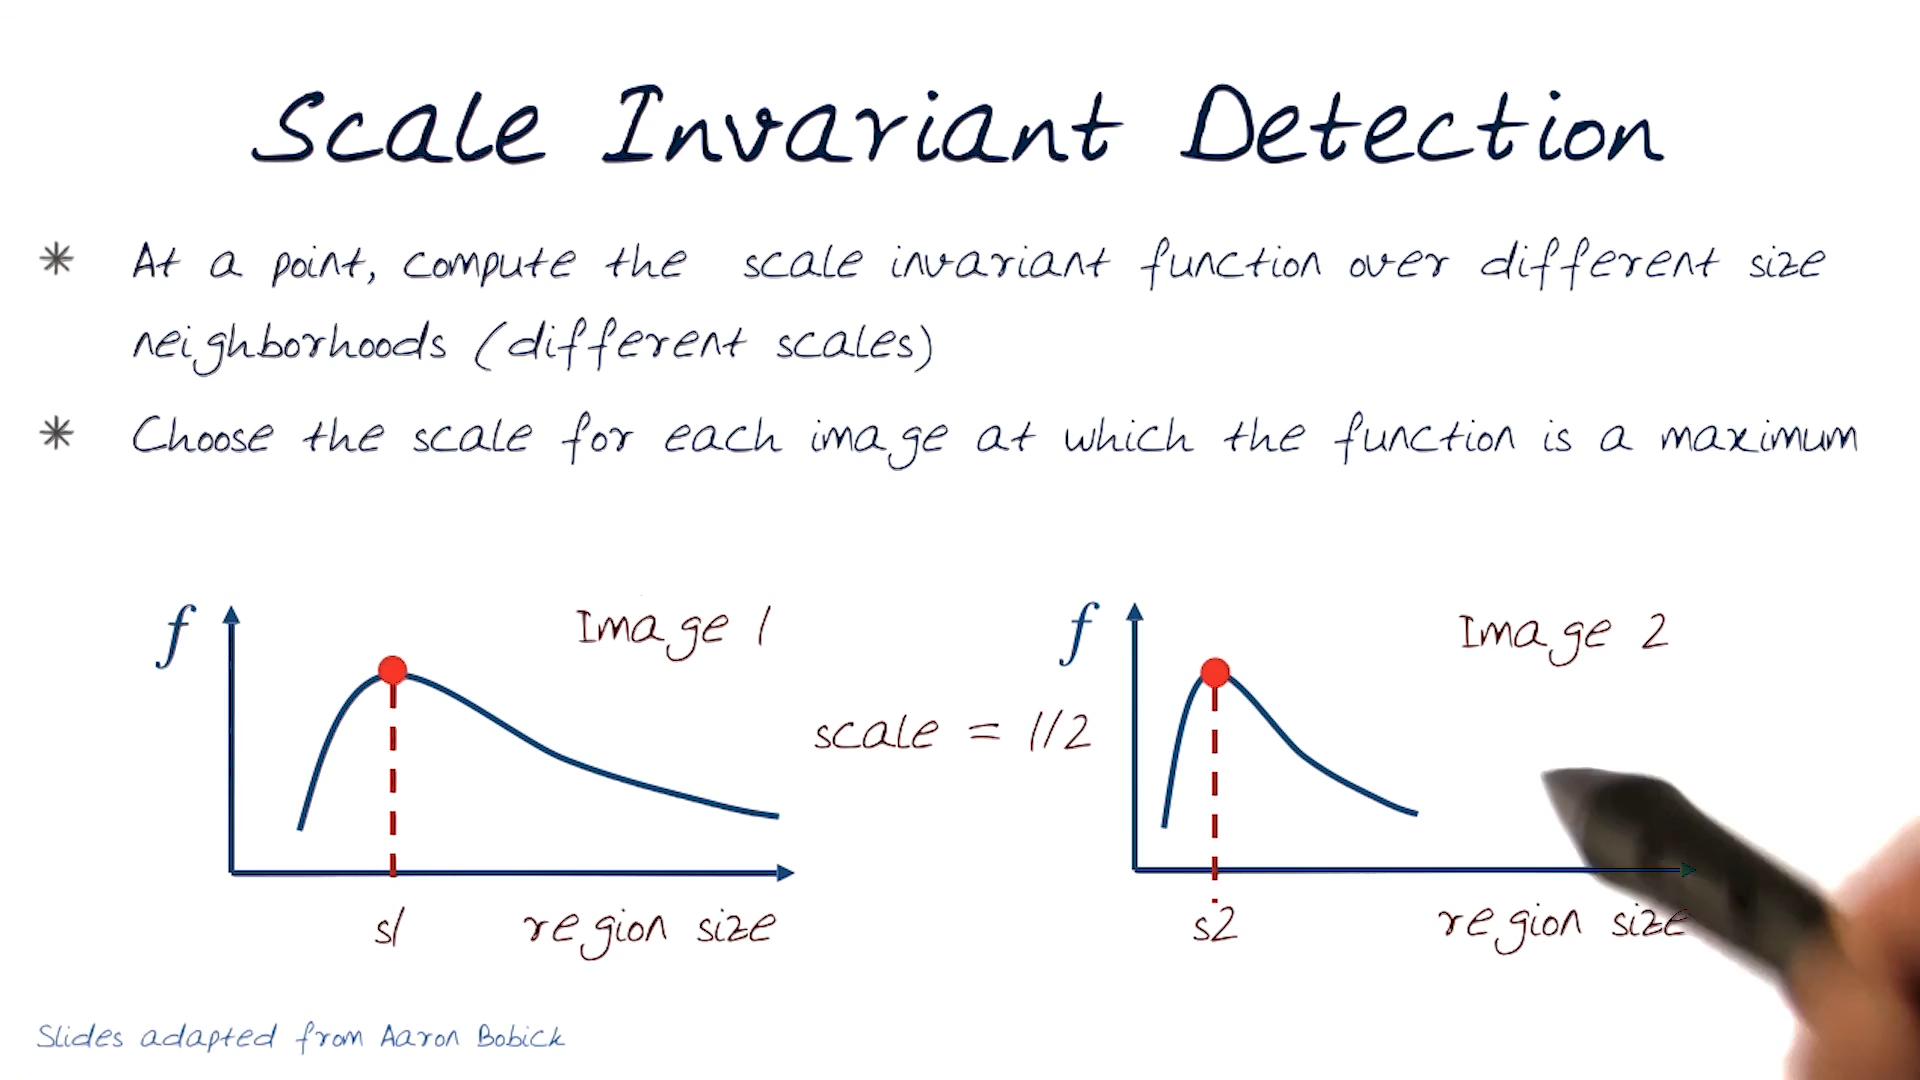 Scale Invariant Detection
* At a point, compute the scale invariant function over different size
neighborhoods (different scales)
* Choose the scale for each image at which the function is a maximum
f
Image 1
scale = 1/2
s1
region size
f
Image 2
s2
region size
Slides adapted from Aaron Bobick